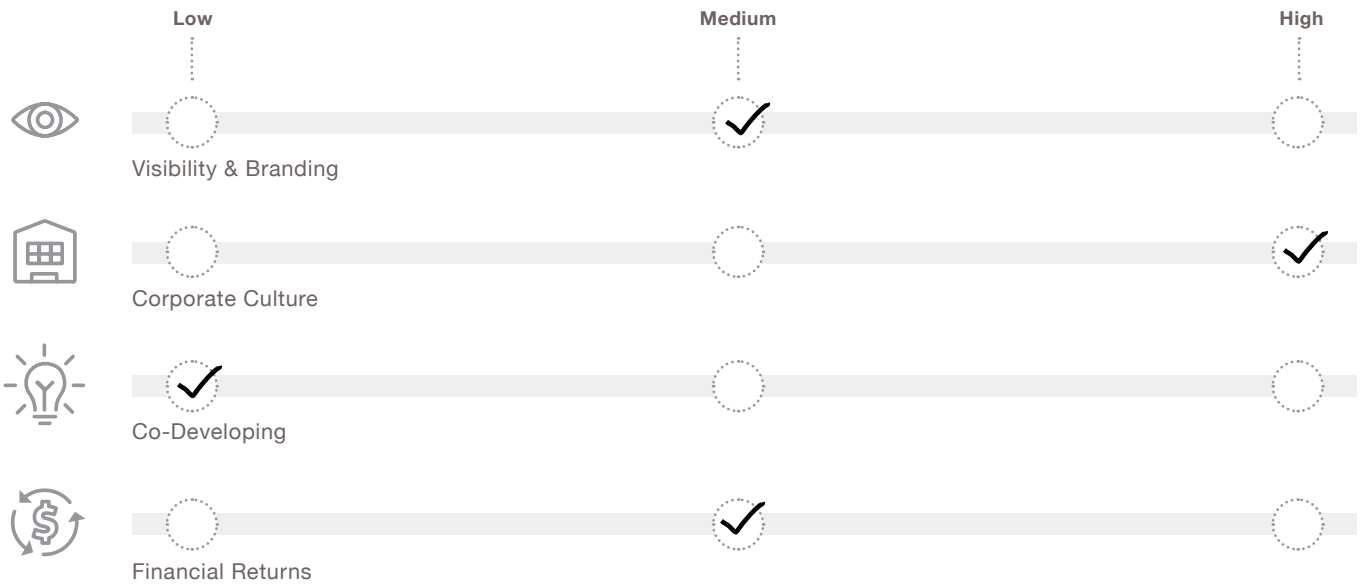 Low Medium High
Visibility & Branding
Corporate Culture
Co-Developing
Financial Returns